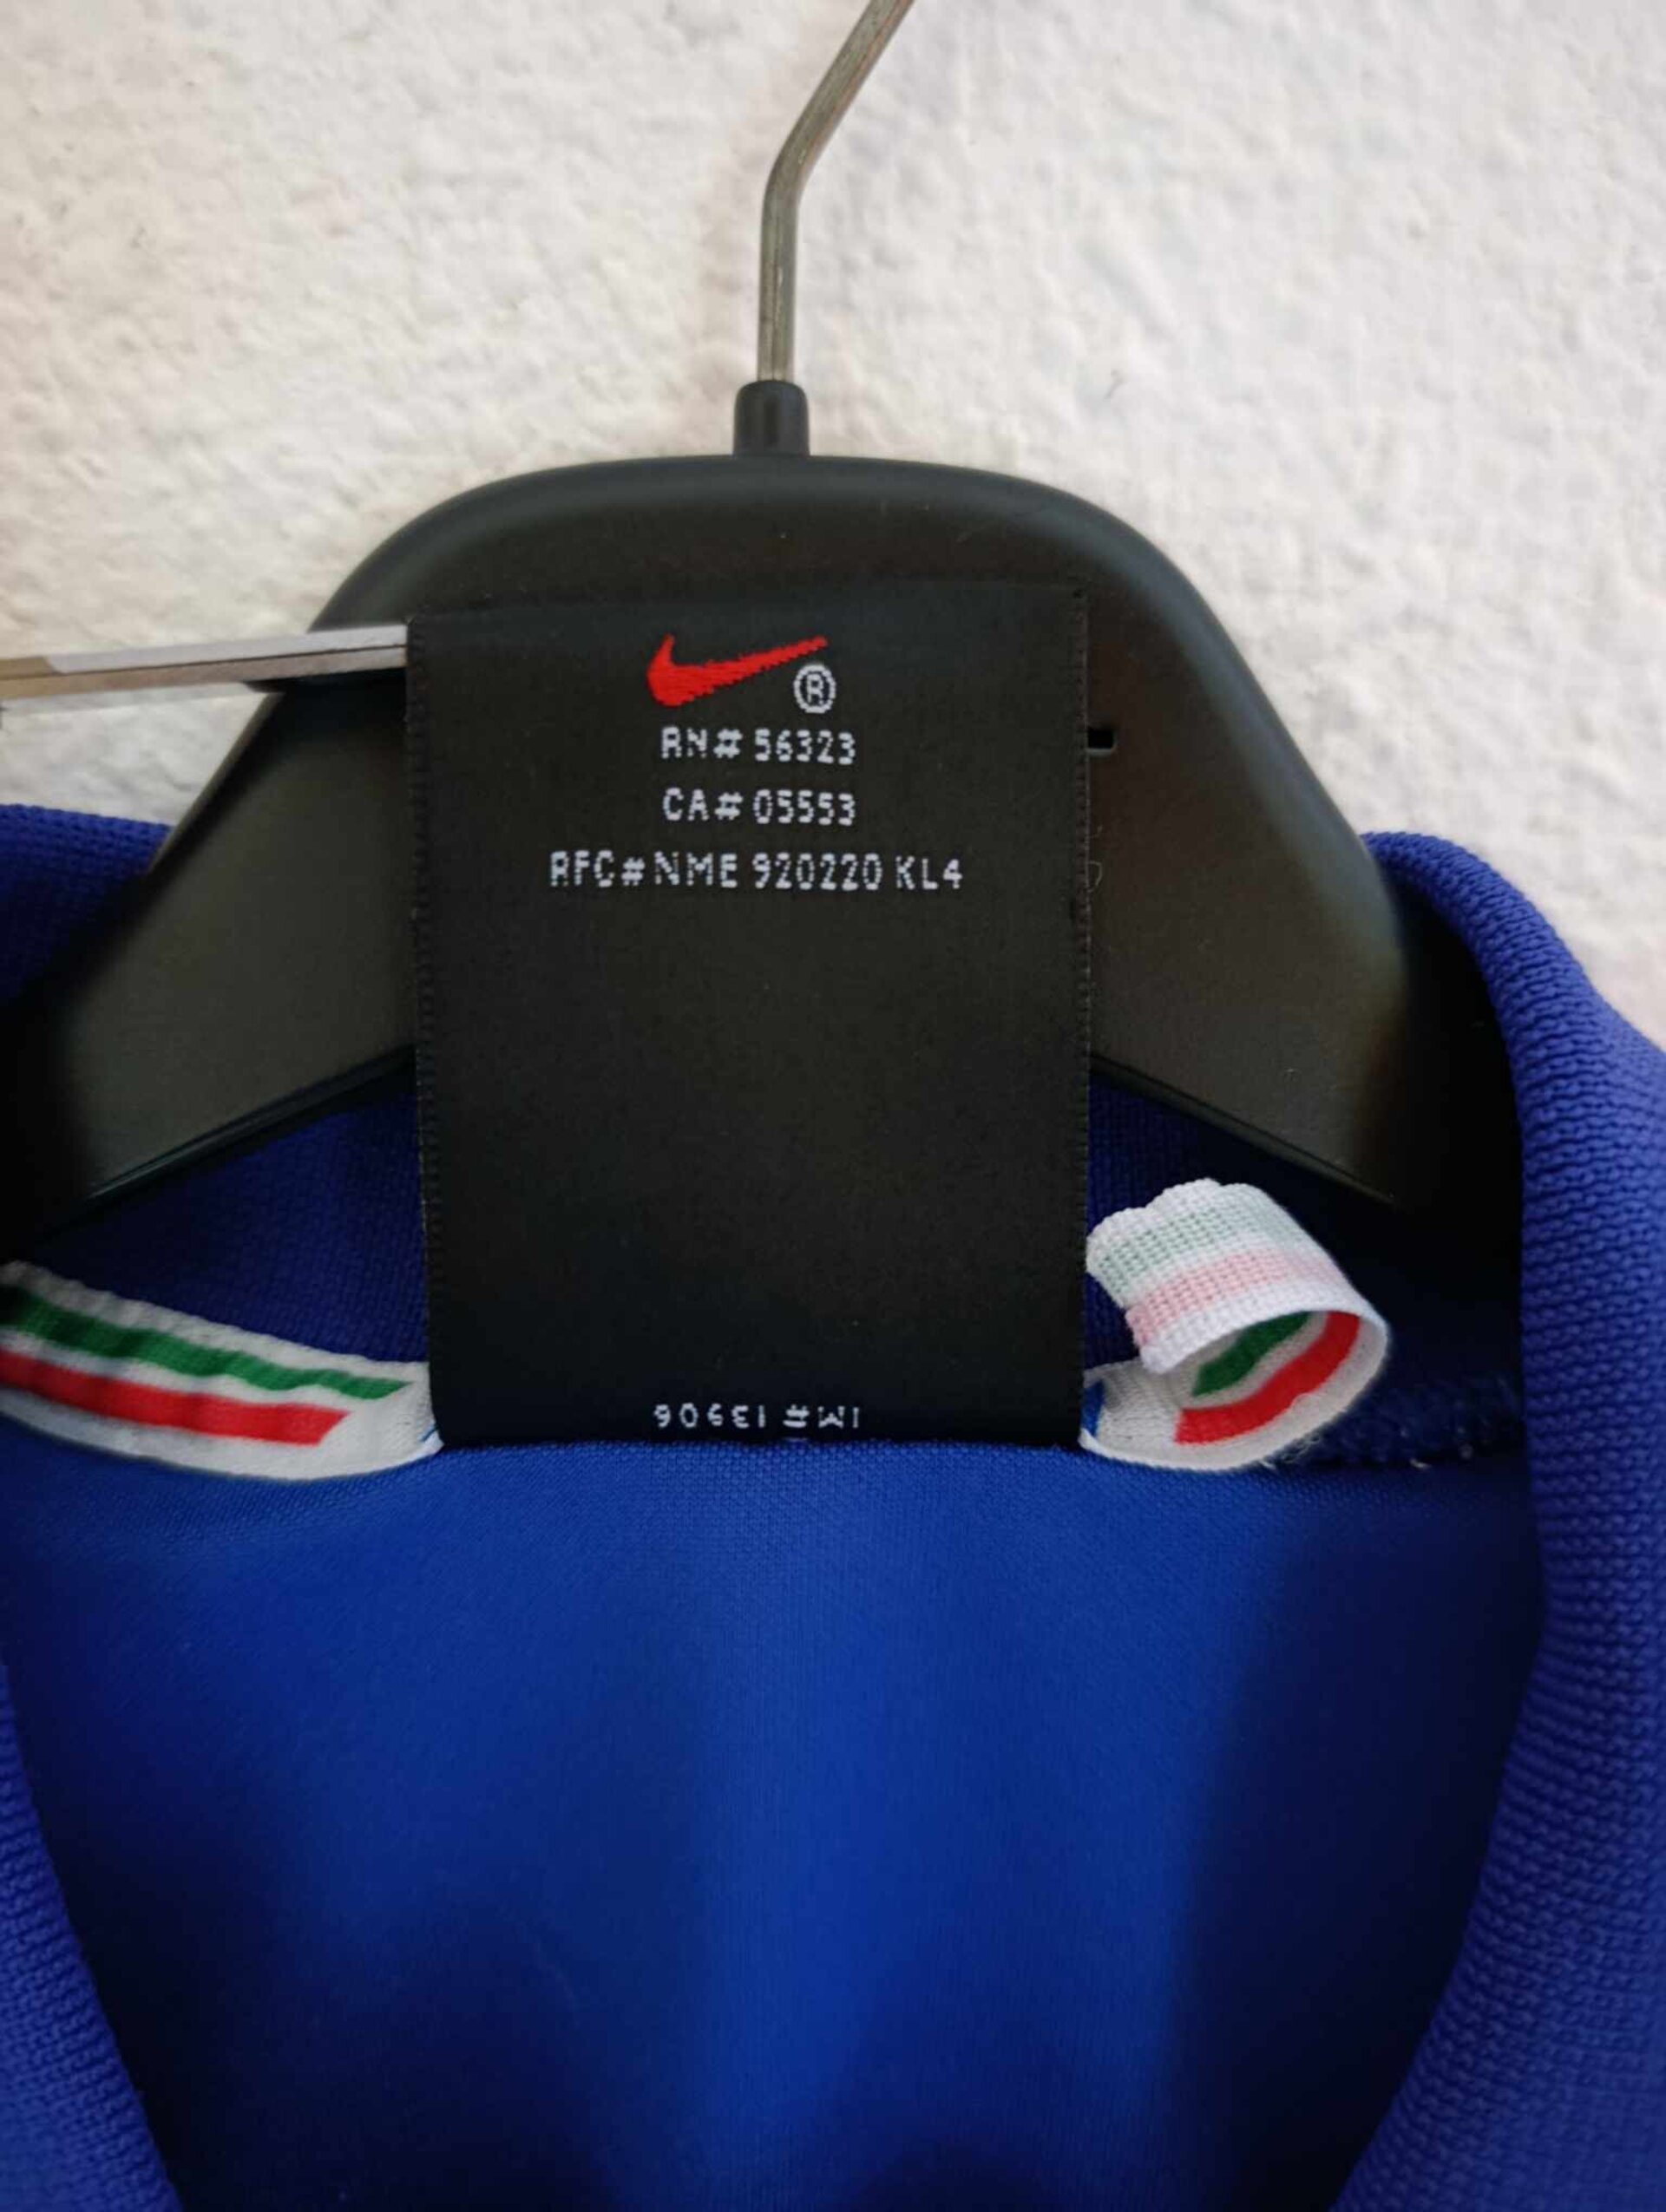 ®
RN# 56323
CA# 05553
RFC#NME 920220 KL4
IM# 13906